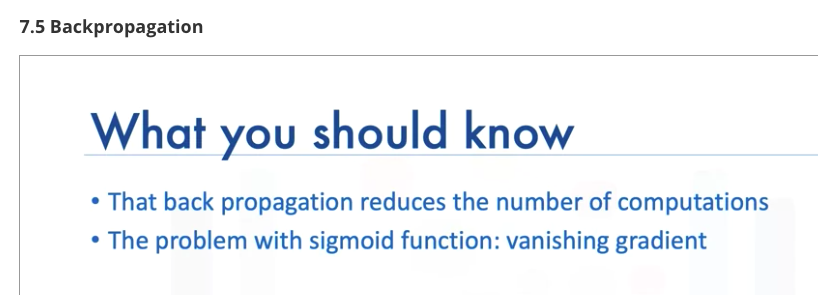 7.5 Backpropagation
What you should know
• That back propagation reduces the number of computations
• The problem with sigmoid function: vanishing gradient